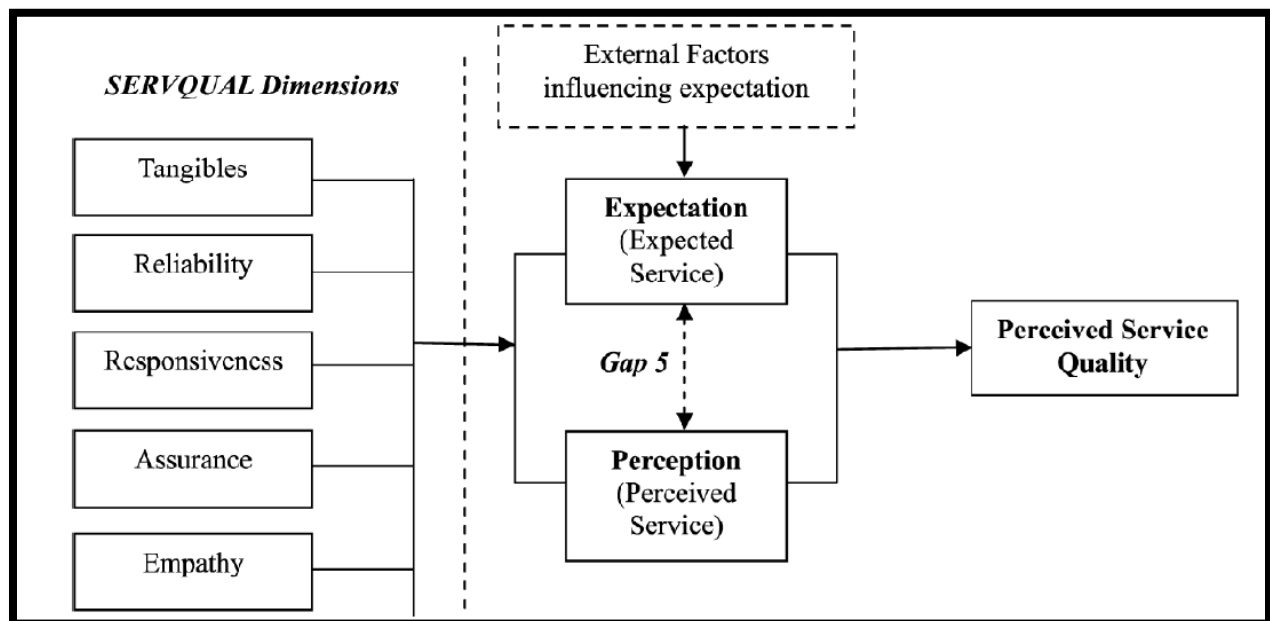 External Factors
influencing expectation
SERVQUAL Dimensions
Tangibles
Reliability
Responsiveness
Assurance
Empathy
Expectation
(Expected
Service)
Gap 5
Perception
(Perceived
Service)
Perceived Service
Quality